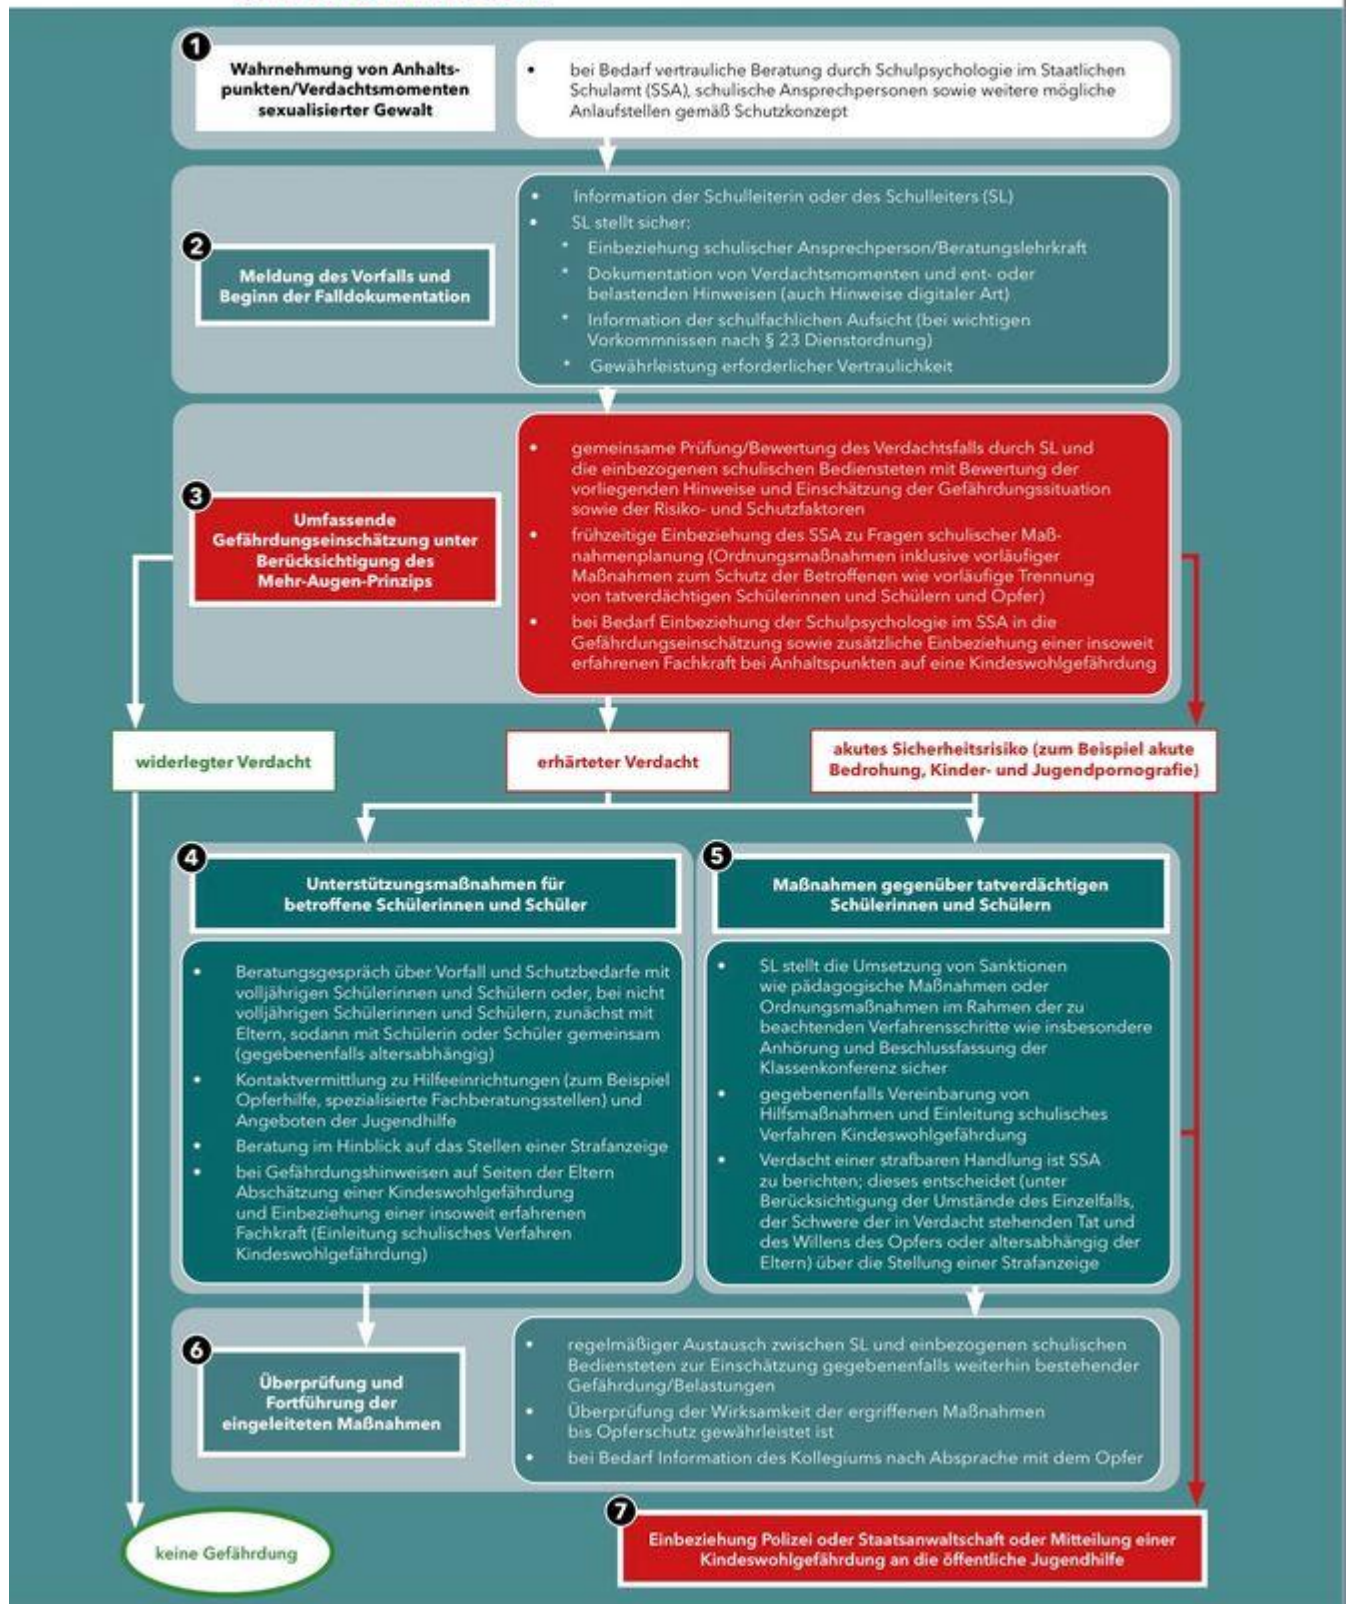 1
Wahrnehmung von Anhalts-
punkten/Verdachtsmomenten
sexualisierter Gewalt
• bei Bedarf vertrauliche Beratung durch Schulpsychologie im Staatlichen
Schulamt (SSA), schulische Ansprechpersonen sowie weitere mögliche
Anlaufstellen gemäß Schutzkonzept
2
Meldung des Vorfalls und
Beginn der Falldokumentation
• Information der Schulleiterin oder des Schulleiters (SL)
• SL stellt sicher:
* Einbeziehung schulischer Ansprechperson/Beratungslehrkraft
* Dokumentation von Verdachtsmomenten und ent- oder
belastenden Hinweisen (auch Hinweise digitaler Art)
* Information der schulfachlichen Aufsicht (bei wichtigen
Vorkommnissen nach § 23 Dienstordnung)
* Gewährleistung erforderlicher Vertraulichkeit
3
Umfassende
Gefährdungseinschätzung unter
Berücksichtigung des
Mehr-Augen-Prinzips
• gemeinsame Prüfung/Bewertung des Verdachtsfalls durch SL und
die einbezogenen schulischen Bediensteten mit Bewertung der
vorliegenden Hinweise und Einschätzung der Gefährdungssituation
sowie der Risiko- und Schutzfaktoren
• frühzeitige Einbeziehung des SSA zu Fragen schulischer Maß-
nahmenplanung (Ordnungsmaßnahmen inklusive vorläufiger
Maßnahmen zum Schutz der Betroffenen wie vorläufige Trennung
von tatverdächtigen Schülerinnen und Schülern und Opfer)
• bei Bedarf Einbeziehung der Schulpsychologie im SSA in die
Gefährdungseinschätzung sowie zusätzliche Einbeziehung einer insoweit
erfahrenen Fachkraft bei Anhaltspunkten auf eine Kindeswohlgefährdung
widerlegter Verdacht
erhärteter Verdacht
akutes Sicherheitsrisiko (zum Beispiel akute
Bedrohung, Kinder- und Jugendpornografie)
4
Unterstützungsmaßnahmen für
betroffene Schülerinnen und Schüler
• Beratungsgespräch über Vorfall und Schutzbedarfe mit
volljährigen Schülerinnen und Schülern oder, bei nicht
volljährigen Schülerinnen und Schülern, zunächst mit
Eltern, sodann mit Schülerin oder Schüler gemeinsam
(gegebenenfalls altersabhängig)
• Kontaktvermittlung zu Hilfeeinrichtungen (zum Beispiel
Opferhilfe, spezialisierte Fachberatungsstellen) und
Angeboten der Jugendhilfe
• Beratung im Hinblick auf das Stellen einer Strafanzeige
• bei Gefährdungshinweisen auf Seiten der Eltern
Abschätzung einer Kindeswohlgefährdung
und Einbeziehung einer insoweit erfahrenen
Fachkraft (Einleitung schulisches Verfahren
Kindeswohlgefährdung)
5
Maßnahmen gegenüber tatverdächtigen
Schülerinnen und Schülern
• SL stellt die Umsetzung von Sanktionen
wie pädagogische Maßnahmen oder
Ordnungsmaßnahmen im Rahmen der zu
beachtenden Verfahrensschritte wie insbesondere
Anhörung und Beschlussfassung der
Klassenkonferenz sicher
• gegebenenfalls Vereinbarung von
Hilfsmaßnahmen und Einleitung schulisches
Verfahren Kindeswohlgefährdung
• Verdacht einer strafbaren Handlung ist SSA
zu berichten; dieses entscheidet (unter
Berücksichtigung der Umstände des Einzelfalls,
der Schwere der in Verdacht stehenden Tat und
des Willens des Opfers oder altersabhängig der
Eltern) über die Stellung einer Strafanzeige
6
Überprüfung und
Fortführung der
eingeleiteten Maßnahmen
• regelmäßiger Austausch zwischen SL und einbezogenen schulischen
Bediensteten zur Einschätzung gegebenenfalls weiterhin bestehender
Gefährdung/Belastungen
• Überprüfung der Wirksamkeit der ergriffenen Maßnahmen
bis Opferschutz gewährleistet ist
• bei Bedarf Information des Kollegiums nach Absprache mit dem Opfer
keine Gefährdung
7
Einbeziehung Polizei oder Staatsanwaltschaft oder Mitteilung einer
Kindeswohlgefährdung an die öffentliche Jugendhilfe